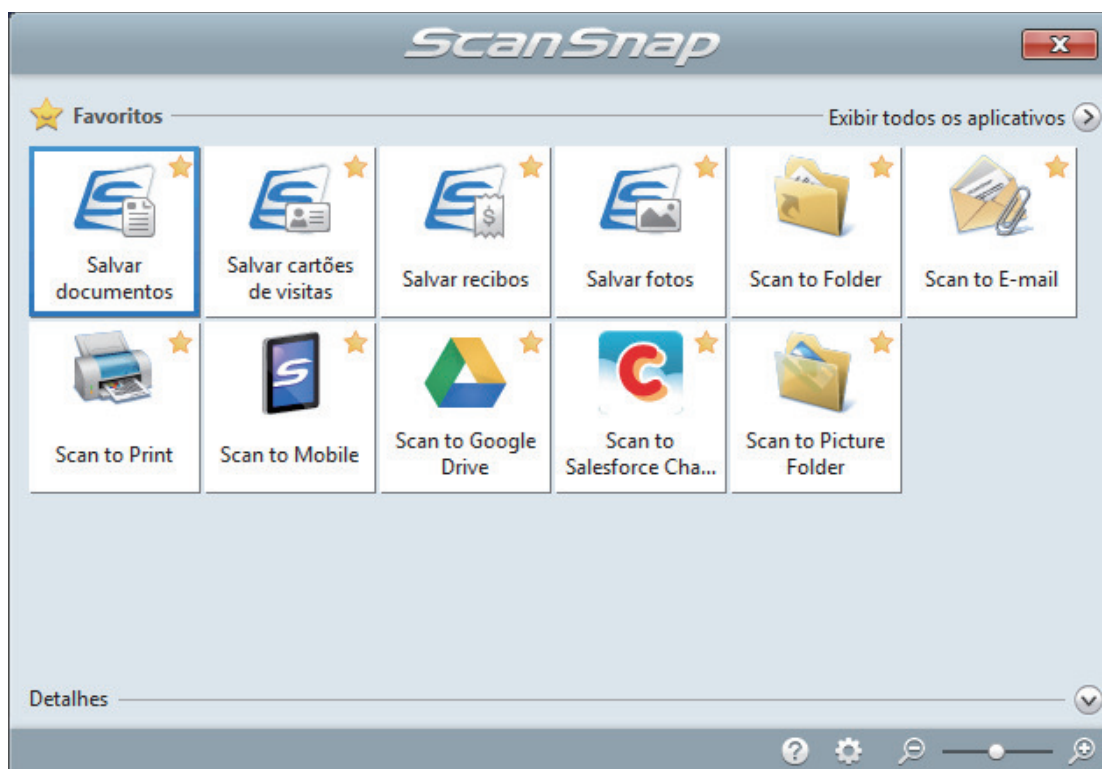 ScanSnap
Favoritos
Exibir todos os aplicativos
Salvar
documentos
Salvar cartões
de visitas
Salvar recibos
Salvar fotos
Scan to Folder
Scan to E-mail
Scan to Print
Scan to Mobile
Scan to Google
Drive
Scan to
Salesforce Cha...
Scan to Picture
Folder
Detalhes